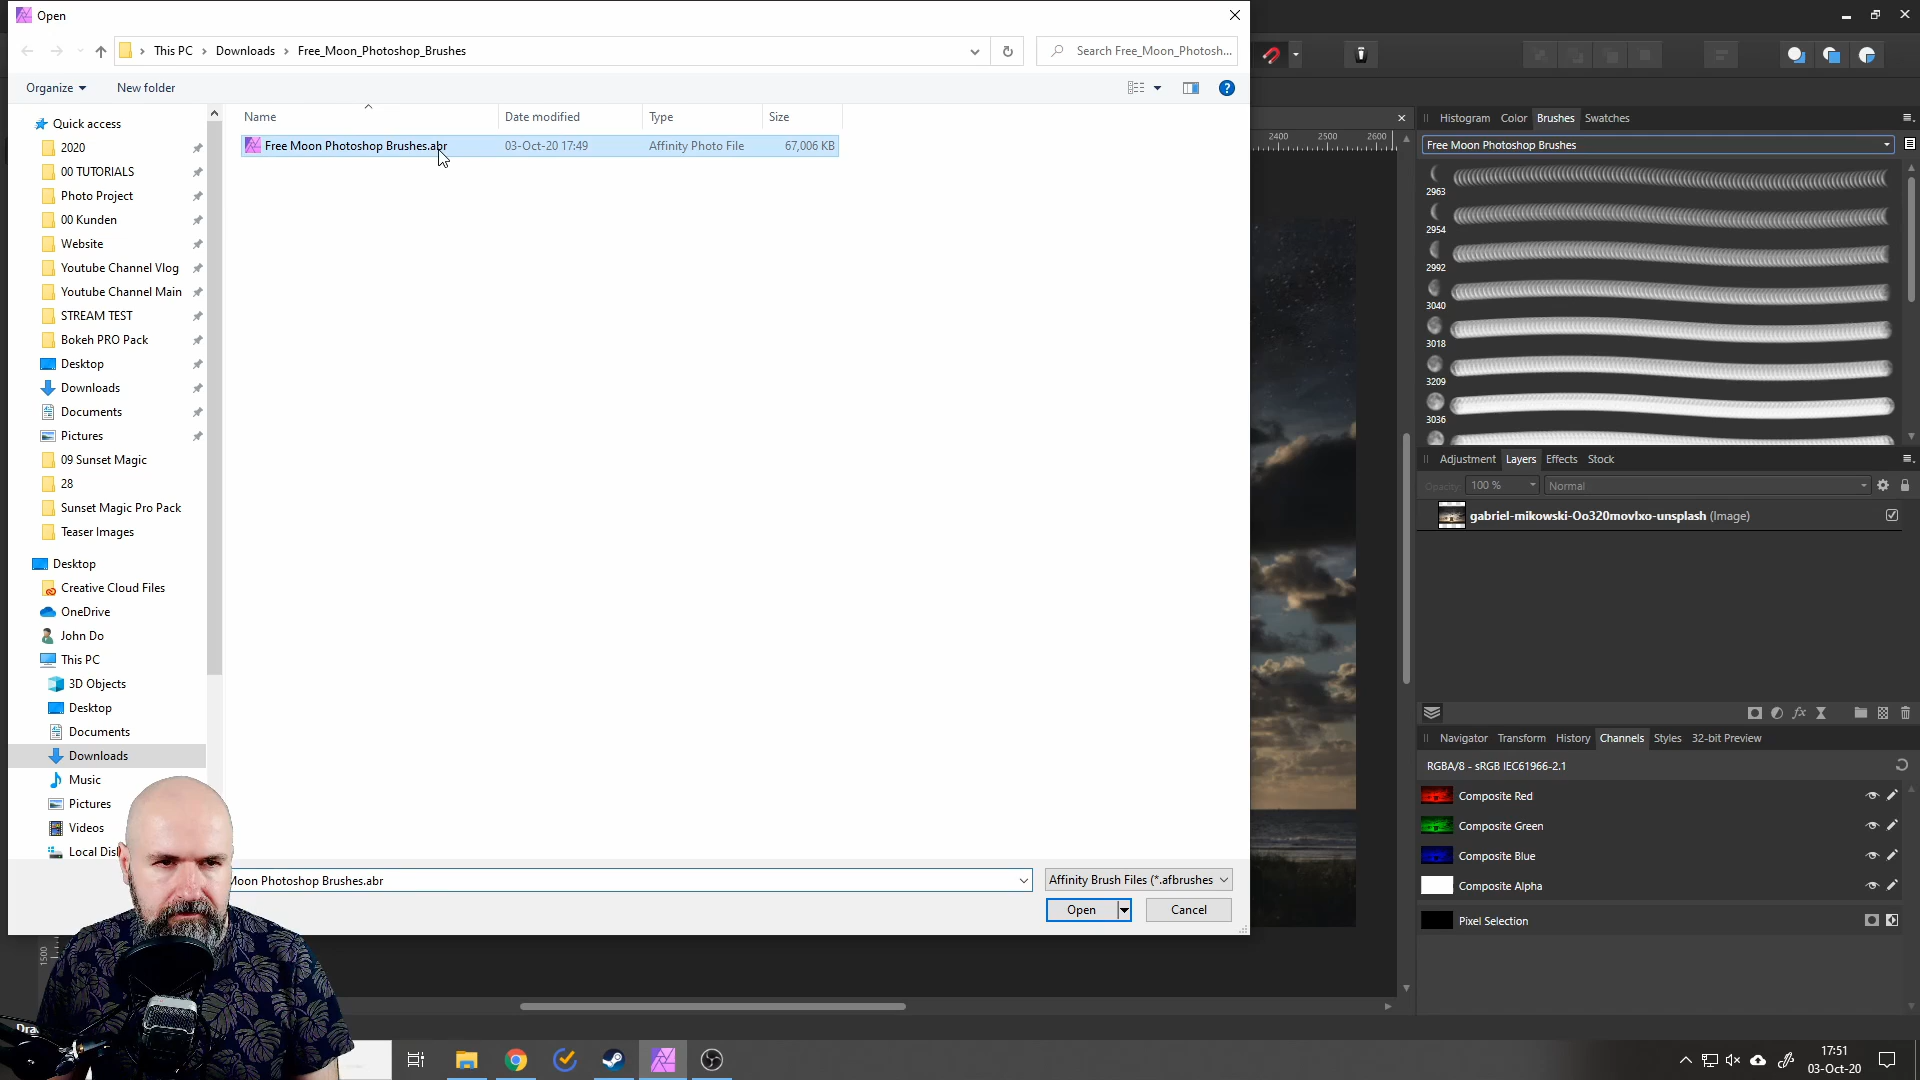 Open
This PC
Downloads
Free_Moon_Photoshop_Brushes
Search Free_Moon_Photosh...
Organize
New folder
Name
Date modified
Type
Size
Free Moon Photoshop Brushes.abr
03-Oct-20 17:49
Affinity Photo File
67,006 KB
Quick access
2020
00 TUTORIALS
Photo Project
00 Kunden
Website
Youtube Channel Vlog
Youtube Channel Main
STREAM TEST
Bokeh PRO Pack
Desktop
Downloads
Documents
Pictures
09 Sunset Magic
28
Sunset Magic Pro Pack
Teaser Images
Desktop
Creative Cloud Files
OneDrive
John Do
This PC
3D Objects
Desktop
Documents
Downloads
Music
Pictures
Videos
Local
Moon Photoshop Brushes.abr
Affinity Brush Files (*.afbrushes
Open
Cancel
2400
2500
2600
1500
Histogram
Color
Brushes
Swatches
Free Moon Photoshop Brushes
2963
2954
2992
3040
3018
3209
3036
Adjustment
Layers
Effects
Stock
Opacity:
100 %
Normal
gabriel-mikowski-Oo320movlxo-unsplash (Image)
fx
Navigator
Transform
History
Channels
Styles
32-bit Preview
RGBA/8 - sRGB IEC61966-2.1
Composite Red
Composite Green
Composite Blue
Composite Alpha
Pixel Selection
17:51
03-Oct-20